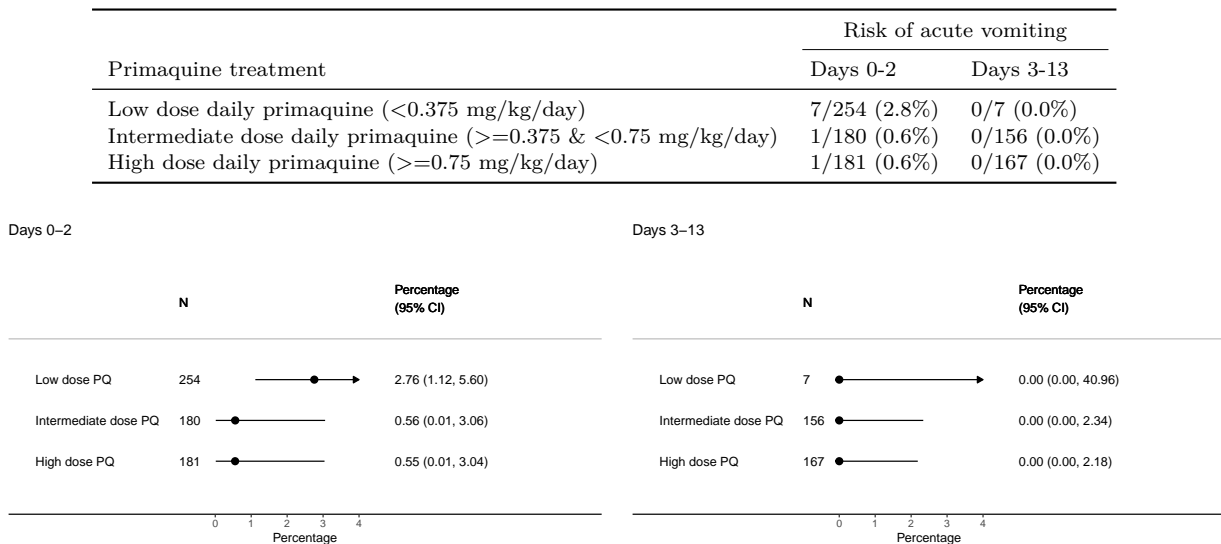 Risk of acute vomiting
Primaquine treatment Days 0-2 Days 3-13
Low dose daily primaquine (<0.375 mg/kg/day) 7/254 (2.8%) 0/7 (0.0%)
Intermediate dose daily primaquine (>=0.375 & <0.75 mg/kg/day) 1/180 (0.6%) 0/156 (0.0%)
High dose daily primaquine (>=0.75 mg/kg/day) 1/181 (0.6%) 0/167 (0.0%)
Days 0–2
N Percentage
(95% CI)
Low dose PQ 254 2.76 (1.12, 5.60)
Intermediate dose PQ 180 0.56 (0.01, 3.06)
High dose PQ 181 0.55 (0.01, 3.04)
0 1 2 3 4
Percentage
Days 3–13
N Percentage
(95% CI)
Low dose PQ 7 0.00 (0.00, 40.96)
Intermediate dose PQ 156 0.00 (0.00, 2.34)
High dose PQ 167 0.00 (0.00, 2.18)
0 1 2 3 4
Percentage